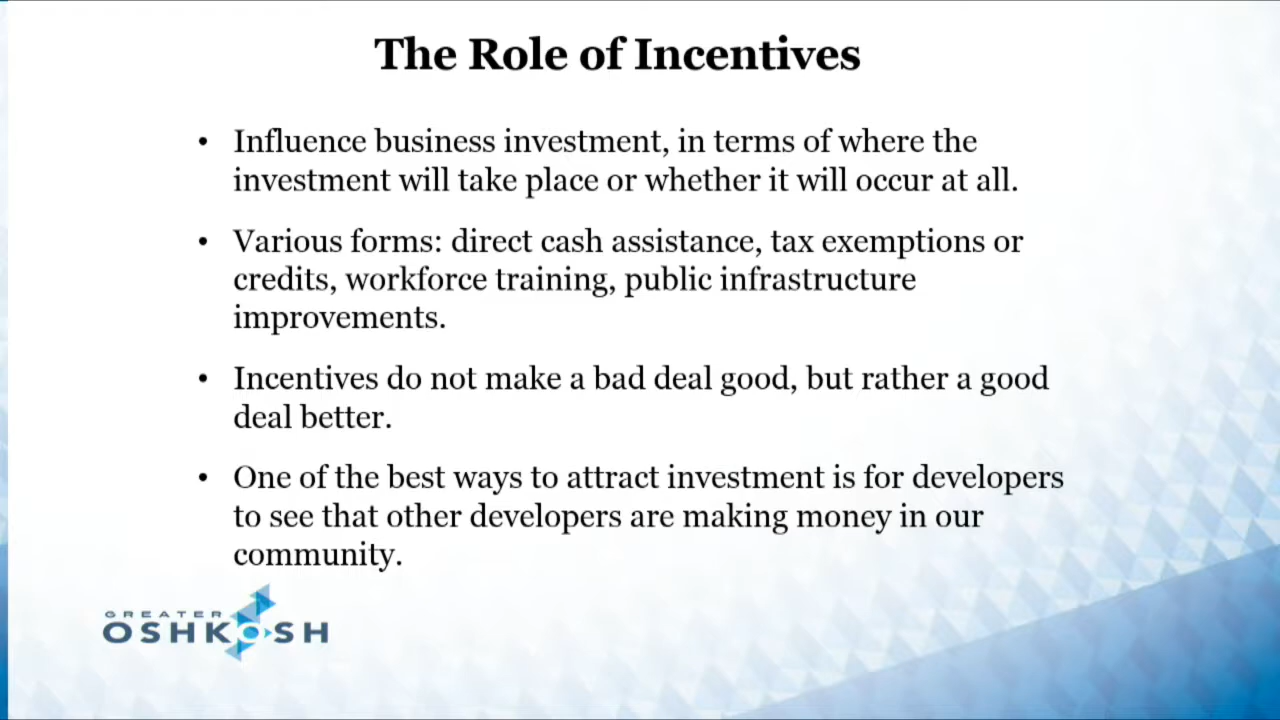 The Role of Incentives
• Influence business investment, in terms of where the
investment will take place or whether it will occur at all.
• Various forms: direct cash assistance, tax exemptions or
credits, workforce training, public infrastructure
improvements.
• Incentives do not make a bad deal good, but rather a good
deal better.
• One of the best ways to attract investment is for developers
to see that other developers are making money in our
community.
GREATER
OSHKOSH